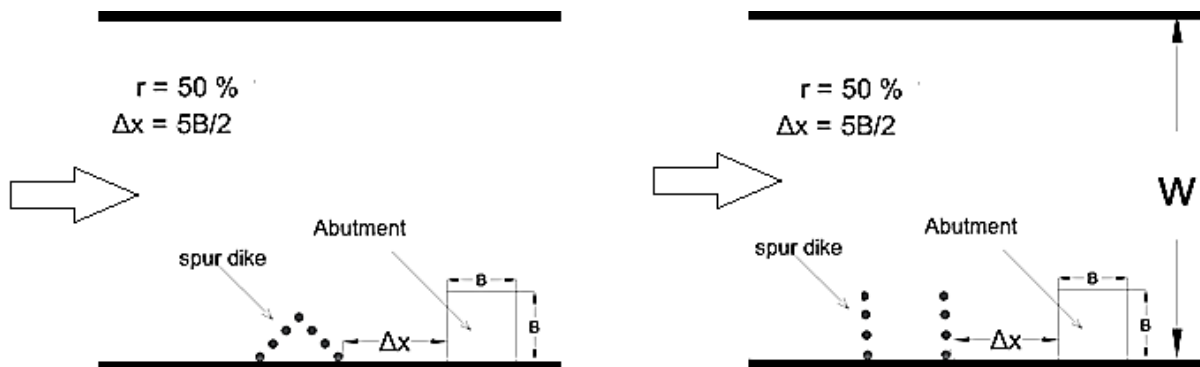 r = 50 %
Δx = 5B/2
Abutment
spur dike
B
B
Δx
r = 50 %
Δx = 5B/2
W
Abutment
spur dike
B
B
Δx